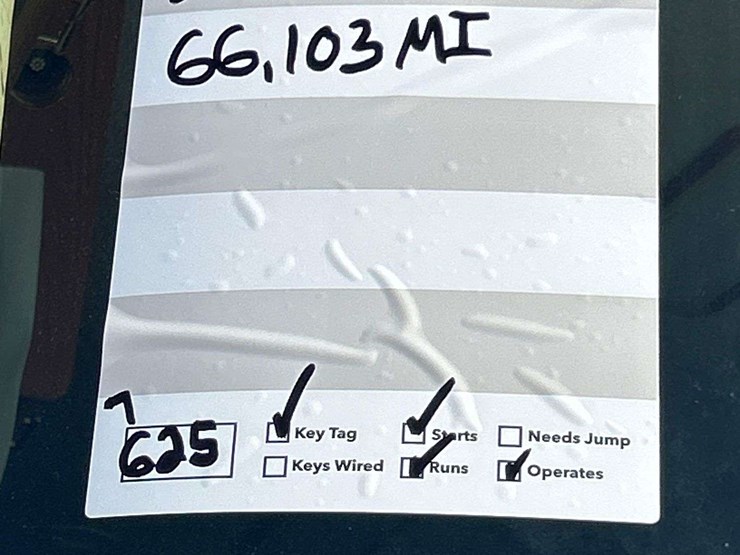 66,103 MI
7
625
Key Tag
Starts
Needs Jump
Keys Wired
Runs
Operates